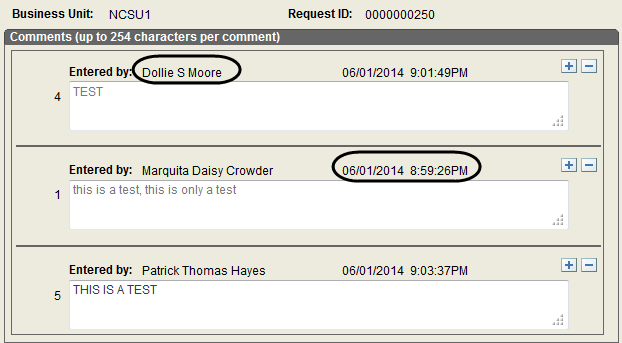 Business Unit: NCSU1 Request ID: 0000000250
Comments (up to 254 characters per comment)
Entered by: Dollie S Moore 06/01/2014 9:01:49PM
4 TEST
Entered by: Marquita Daisy Crowder 06/01/2014 8:59:26PM
1 this is a test, this is only a test
Entered by: Patrick Thomas Hayes 06/01/2014 9:03:37PM
5 THIS IS A TEST